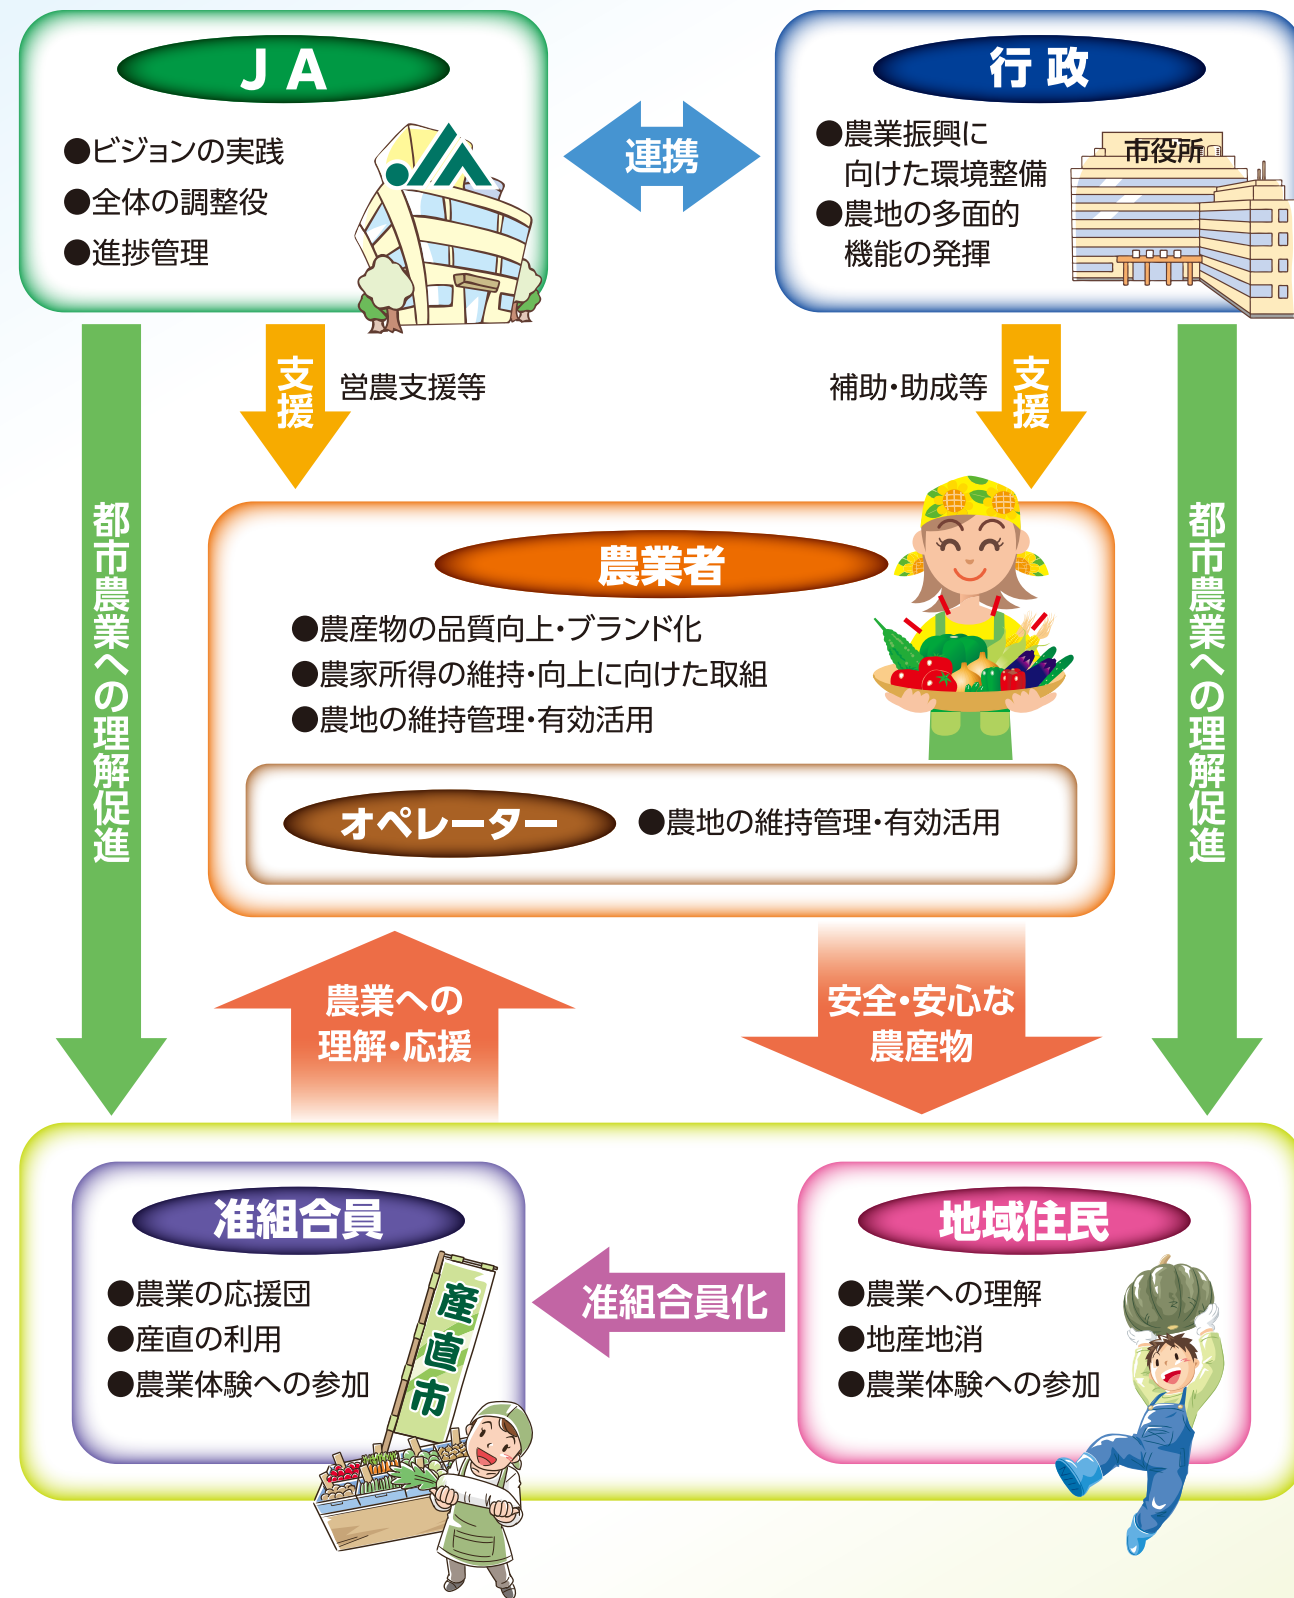 JA
●ビジョンの実践
●全体の調整役
●進捗管理
JA
連携
行政
●農業振興に
向けた環境整備
●農地の多面的
機能の発揮
市役所
支援
営農支援等
補助・助成等
支援
都市農業への理解促進
都市農業への理解促進
農業者
●農産物の品質向上・ブランド化
●農家所得の維持・向上に向けた取組
●農地の維持管理・有効活用
オペレーター
●農地の維持管理・有効活用
農業への
理解・応援
安全・安心な
農産物
准組合員
●農業の応援団
●産直の利用
●農業体験への参加
産直市
准組合員化
地域住民
●農業への理解
●地産地消
●農業体験への参加